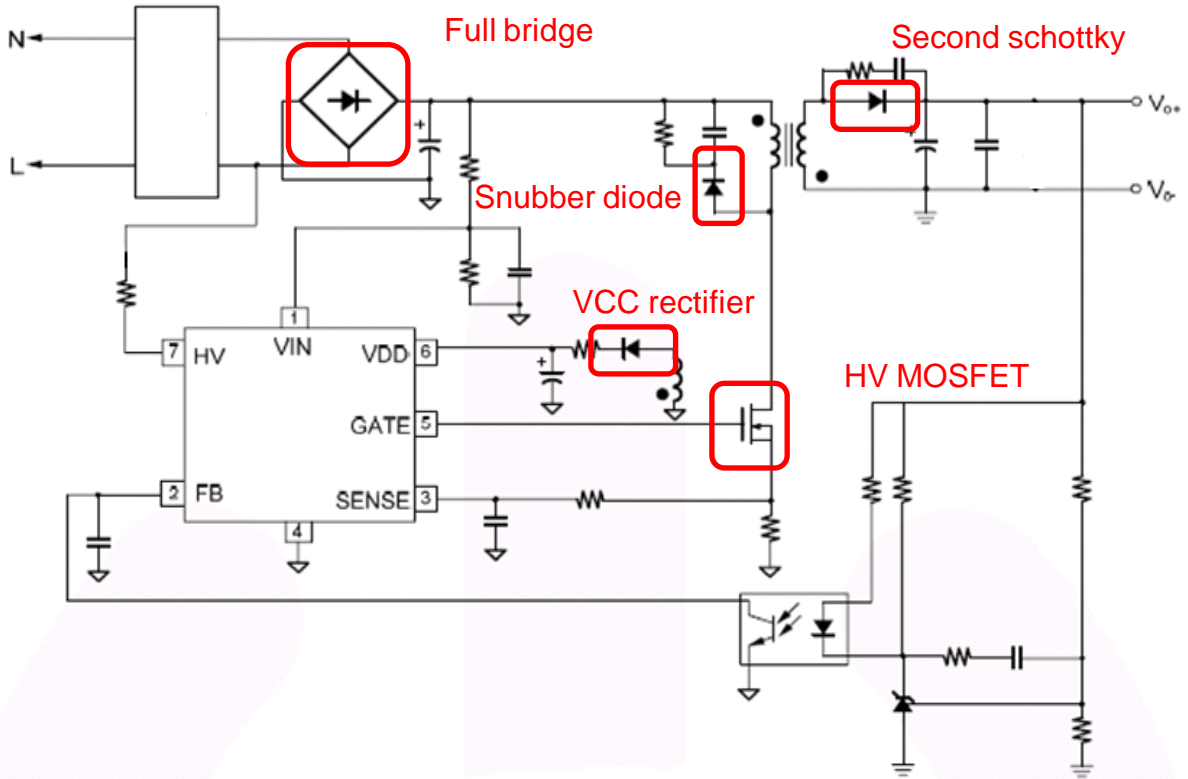 Full bridge
Second schottky
N
L
+
+
Vo+
Vo-
Snubber diode
VCC rectifier
HV MOSFET
1
VIN
7 HV
VDD 6
+
GATE 5
2 FB
SENSE 3
4